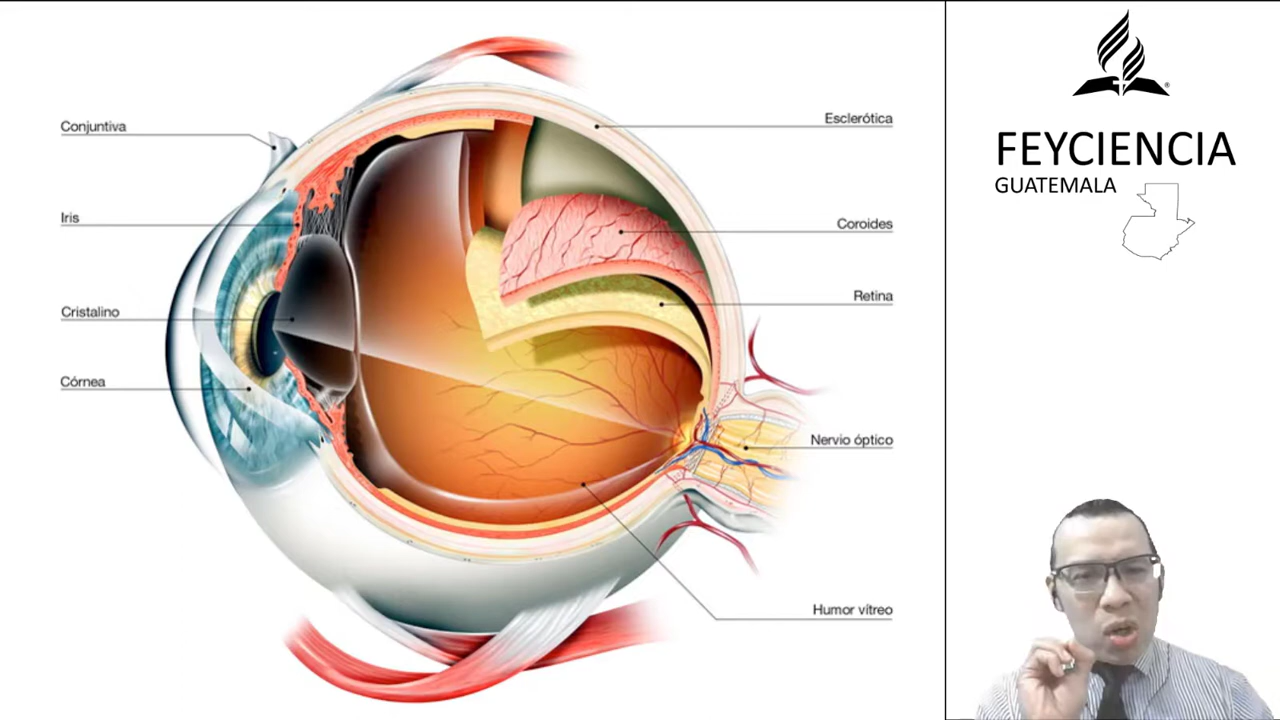 Conjuntiva
Iris
Cristalino
Córnea
Esclerótica
Coroides
Retina
Nervio óptico
Humor vítreo
FEYCIENCIA
GUATEMALA